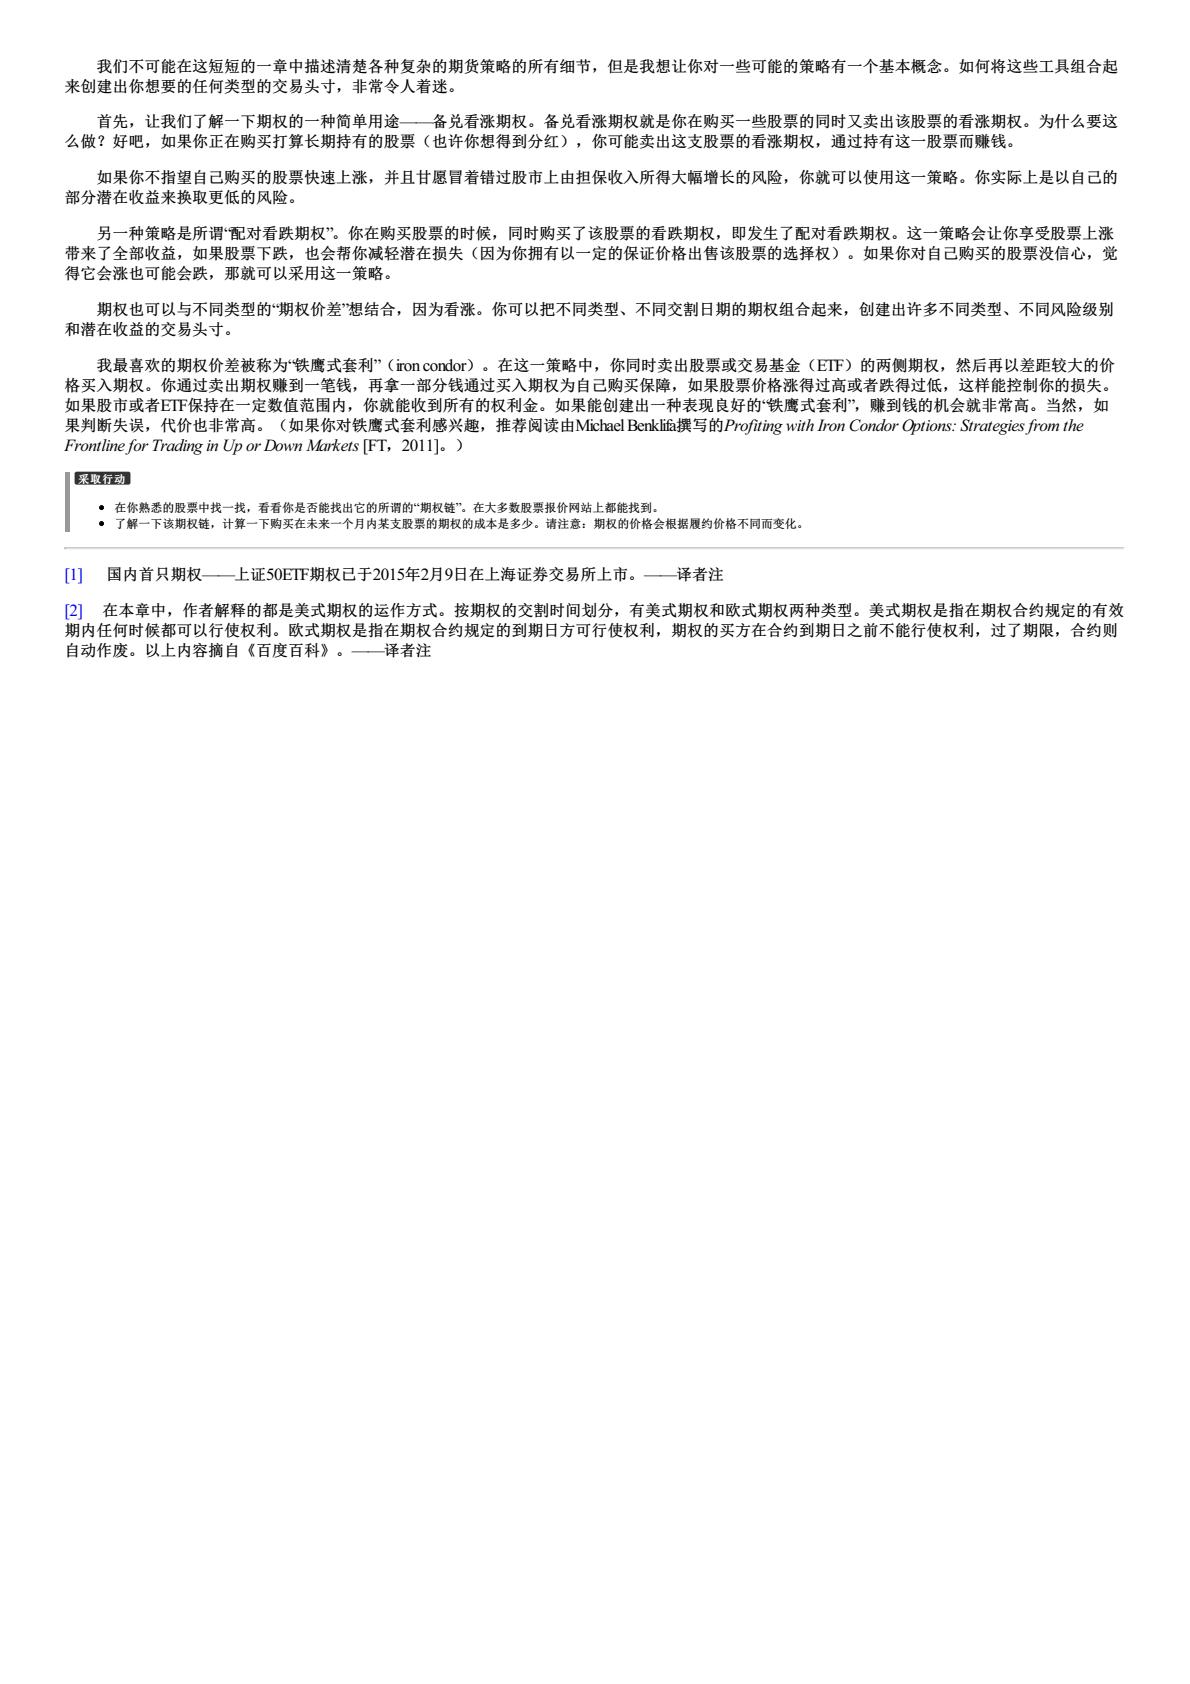 我们不可能在这短短的一章中描述清楚各种复杂的期货策略的所有细节，但是我想让你对一些可能的策略有一个基本概念。如何将这些工具组合起
来创建出你想要的任何类型的交易头寸，非常令人着迷。
首先，让我们了解一下期权的一种简单用途——备兑看涨期权。备兑看涨期权就是你在购买一些股票的同时又卖出该股票的看涨期权。为什么要这
么做？好吧，如果你正在购买打算长期持有的股票（也许你想得到分红），你可能卖出这支股票的看涨期权，通过持有这一股票而赚钱。
如果你不指望自己购买的股票快速上涨，并且甘愿冒着错过股市上由担保收入所得大幅增长的风险，你就可以使用这一策略。你实际上是以自己的
部分潜在收益来换取更低的风险。
另一种策略是所谓“配对看跌期权”。你在购买股票的时候，同时购买了该股票的看跌期权，即发生了配对看跌期权。这一策略会让你享受股票上涨
带来了全部收益，如果股票下跌，也会帮你减轻潜在损失（因为你拥有以一定的保证价格出售该股票的选择权）。如果你对自己购买的股票没信心，觉
得它会涨也可能会跌，那就可以采用这一策略。
期权也可以与不同类型的“期权价差”想结合，因为看涨。你可以把不同类型、不同交割日期的期权组合起来，创建出许多不同类型、不同风险级别
和潜在收益的交易头寸。
我最喜欢的期权价差被称为“铁鹰式套利”（iron condor）。在这一策略中，你同时卖出股票或交易基金（ETF）的两侧期权，然后再以差距较大的价
格买入期权。你通过卖出期权赚到一笔钱，再拿一部分钱通过买入期权为自己购买保障，如果股票价格涨得过高或者跌得过低，这样能控制你的损失。
如果股市或者ETF保持在一定数值范围内，你就能收到所有的权利金。如果能创建出一种表现良好的“铁鹰式套利”，赚到钱的机会就非常高。当然，如
果判断失误，代价也非常高。（如果你对铁鹰式套利感兴趣，推荐阅读由Michael Benklifa撰写的Profiting with Iron Condor Options: Strategies from the
Frontline for Trading in Up or Down Markets [FT，2011]。）
采取行动
● 在你熟悉的股票中找一找，看看你是否能找出它的所谓的“期权链”。在大多数股票报价网站上都能找到。
● 了解一下该期权链，计算一下购买在未来一个月内某支股票的期权的成本是多少。请注意：期权的价格会根据履约价格不同而变化。
[1] 国内首只期权——上证50ETF期权已于2015年2月9日在上海证券交易所上市。——译者注
[2] 在本章中，作者解释的都是美式期权的运作方式。按期权的交割时间划分，有美式期权和欧式期权两种类型。美式期权是指在期权合约规定的有效
期内任何时候都可以行使权利。欧式期权是指在期权合约规定的到期日方可行使权利，期权的买方在合约到期日之前不能行使权利，过了期限，合约则
自动作废。以上内容摘自《百度百科》。——译者注